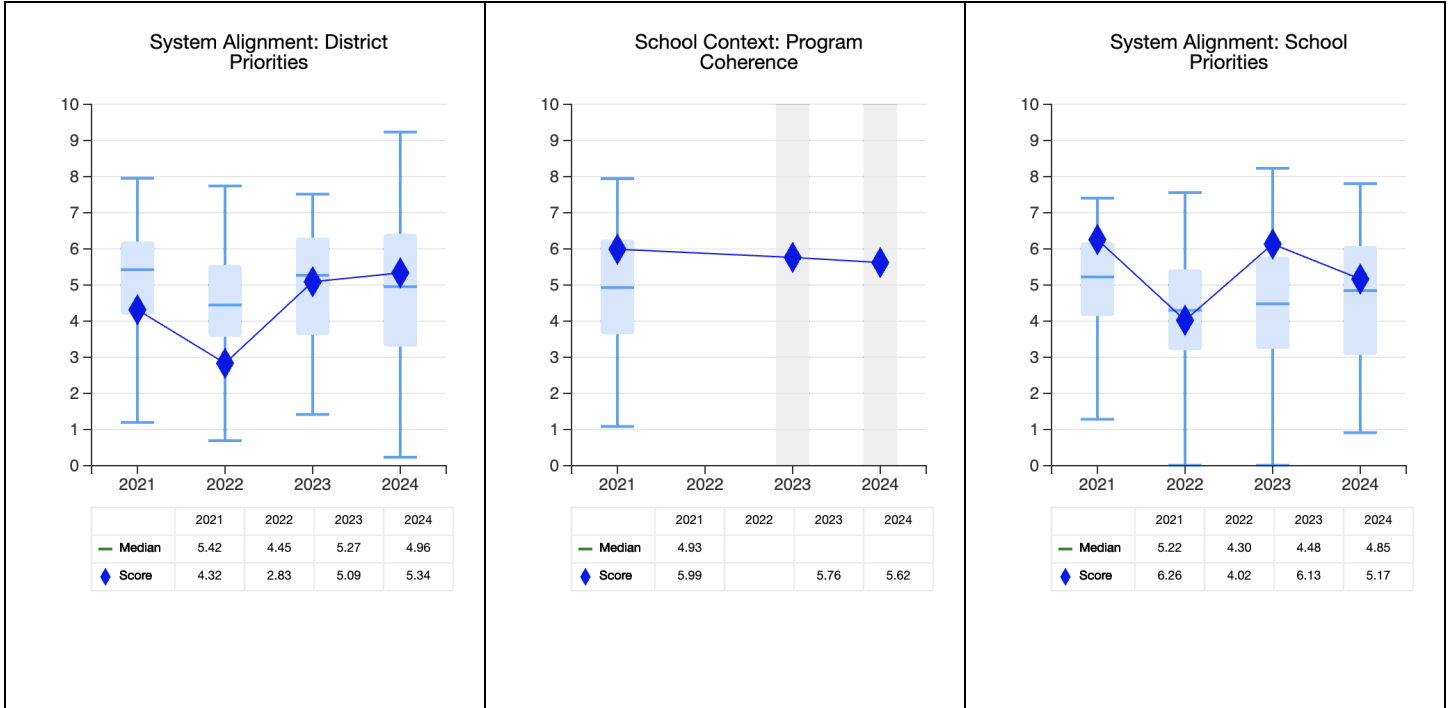 System Alignment: District
Priorities
10
9
8
7
6
5
4
3
2
1
0
2021 2022 2023 2024
2021 2022 2023 2024
Median 5.42 4.45 5.27 4.96
Score 4.32 2.83 5.09 5.34
School Context: Program
Coherence
10
9
8
7
6
5
4
3
2
1
0
2021 2022 2023 2024
2021 2022 2023 2024
Median 4.93
Score 5.99 5.76 5.62
System Alignment: School
Priorities
10
9
8
7
6
5
4
3
2
1
0
2021 2022 2023 2024
2021 2022 2023 2024
Median 5.22 4.30 4.48 4.85
Score 6.26 4.02 6.13 5.17